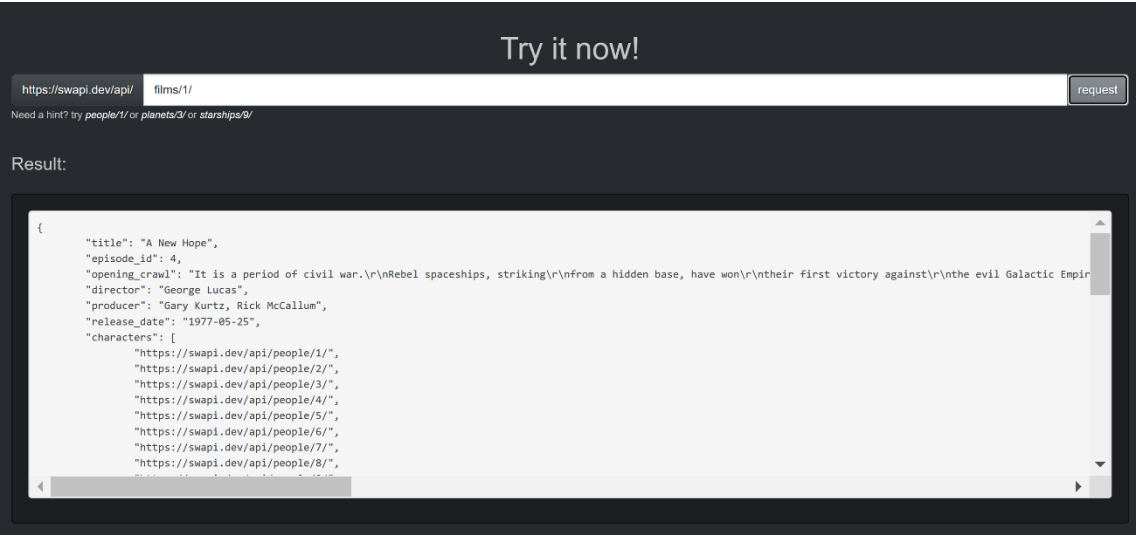 Try it now!
https://swapi.dev/api/ films/1/ request
Need a hint? try people/1/ or planets/3/ or starships/9/
Result:
{
"title": "A New Hope",
"episode_id": 4,
"opening_crawl": "It is a period of civil war.\r\nRebel spaceships, striking\r\nfrom a hidden base, have won\r\ntheir first victory against\r\nthe evil Galactic Empir
"director": "George Lucas",
"producer": "Gary Kurtz, Rick McCallum",
"release_date": "1977-05-25",
"characters": [
"https://swapi.dev/api/people/1/",
"https://swapi.dev/api/people/2/",
"https://swapi.dev/api/people/3/",
"https://swapi.dev/api/people/4/",
"https://swapi.dev/api/people/5/",
"https://swapi.dev/api/people/6/",
"https://swapi.dev/api/people/7/",
"https://swapi.dev/api/people/8/",